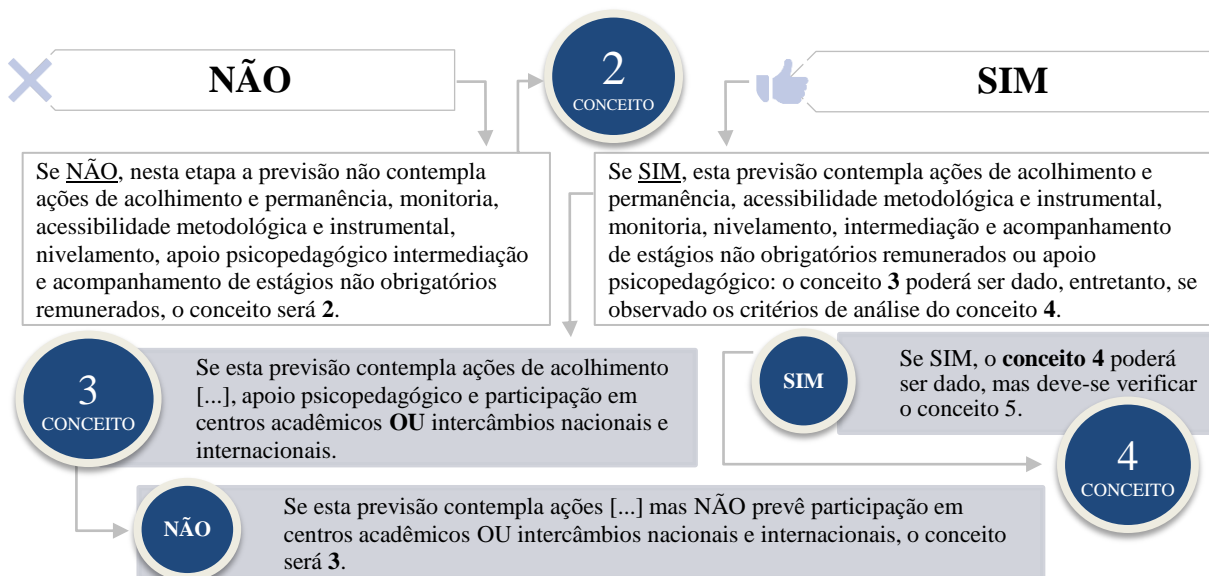 NÃO
2
CONCEITO
SIM
Se NÃO, nesta etapa a previsão não contempla
ações de acolhimento e permanência, monitoria,
acessibilidade metodológica e instrumental,
nivelamento, apoio psicopedagógico intermediação
e acompanhamento de estágios não obrigatórios
remunerados, o conceito será 2.
Se SIM, esta previsão contempla ações de acolhimento e
permanência, acessibilidade metodológica e instrumental,
monitoria, nivelamento, intermediação e acompanhamento
de estágios não obrigatórios remunerados ou apoio
psicopedagógico: o conceito 3 poderá ser dado, entretanto, se
observado os critérios de análise do conceito 4.
3
CONCEITO
Se esta previsão contempla ações de acolhimento
[...], apoio psicopedagógico e participação em
centros acadêmicos OU intercâmbios nacionais e
internacionais.
SIM
Se SIM, o conceito 4 poderá
ser dado, mas deve-se verificar
o conceito 5.
4
CONCEITO
NÃO
Se esta previsão contempla ações [...] mas NÃO prevê participação em
centros acadêmicos OU intercâmbios nacionais e internacionais, o conceito
será 3.